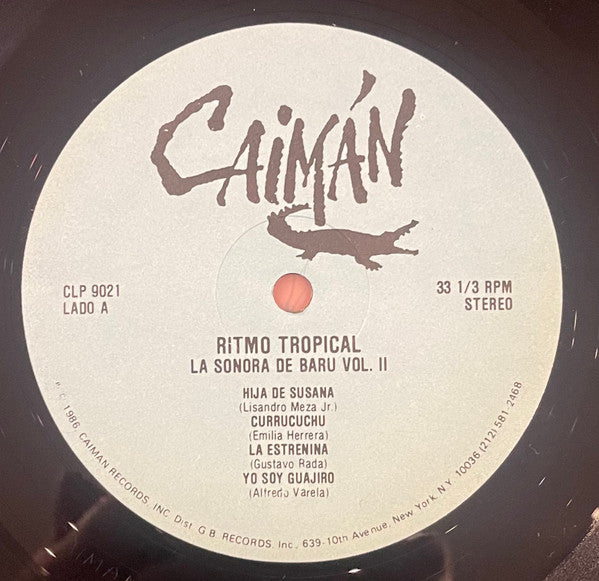 CAIMÁN
CLP 9021
LADO A
33 1/3 RPM
STEREO
RITMO TROPICAL
LA SONORA DE BARU VOL. II
HIJA DE SUSANA
(Lisandro Meza Jr.)
CURRUCUCHU
(Emilia Herrera)
LA ESTRENINA
(Gustavo Rada)
YO SOY GUAJIRO
(Alfredo Varela)
P. C. 1986, CAIMAN RECORDS, INC. Dist. G.B. RECORDS, Inc., 639-10th Avenue, New York, N.Y. 10036 (212) 581-2468